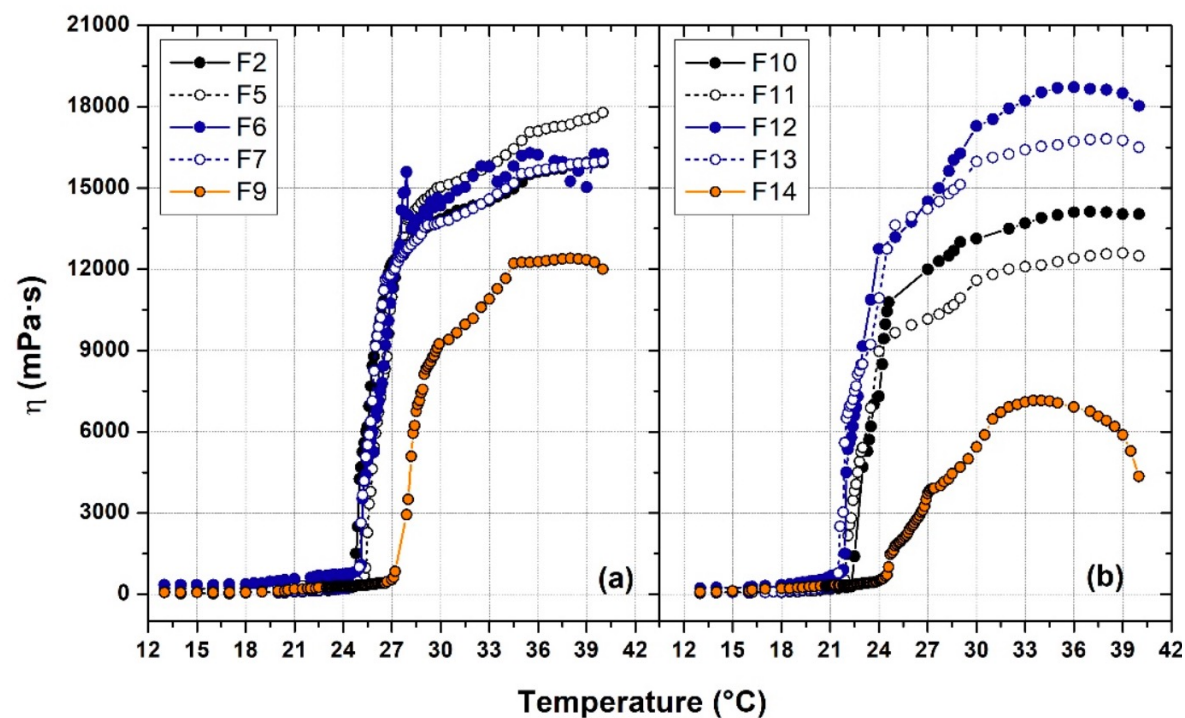 21000
18000
15000
12000
9000
6000
3000
0
η (mPa·s)
F2
F5
F6
F7
F9
(a)
F10
F11
F12
F13
F14
(b)
12 15 18 21 24 27 30 33 36 39 42 12 15 18 21 24 27 30 33 36 39 42
Temperature (°C)